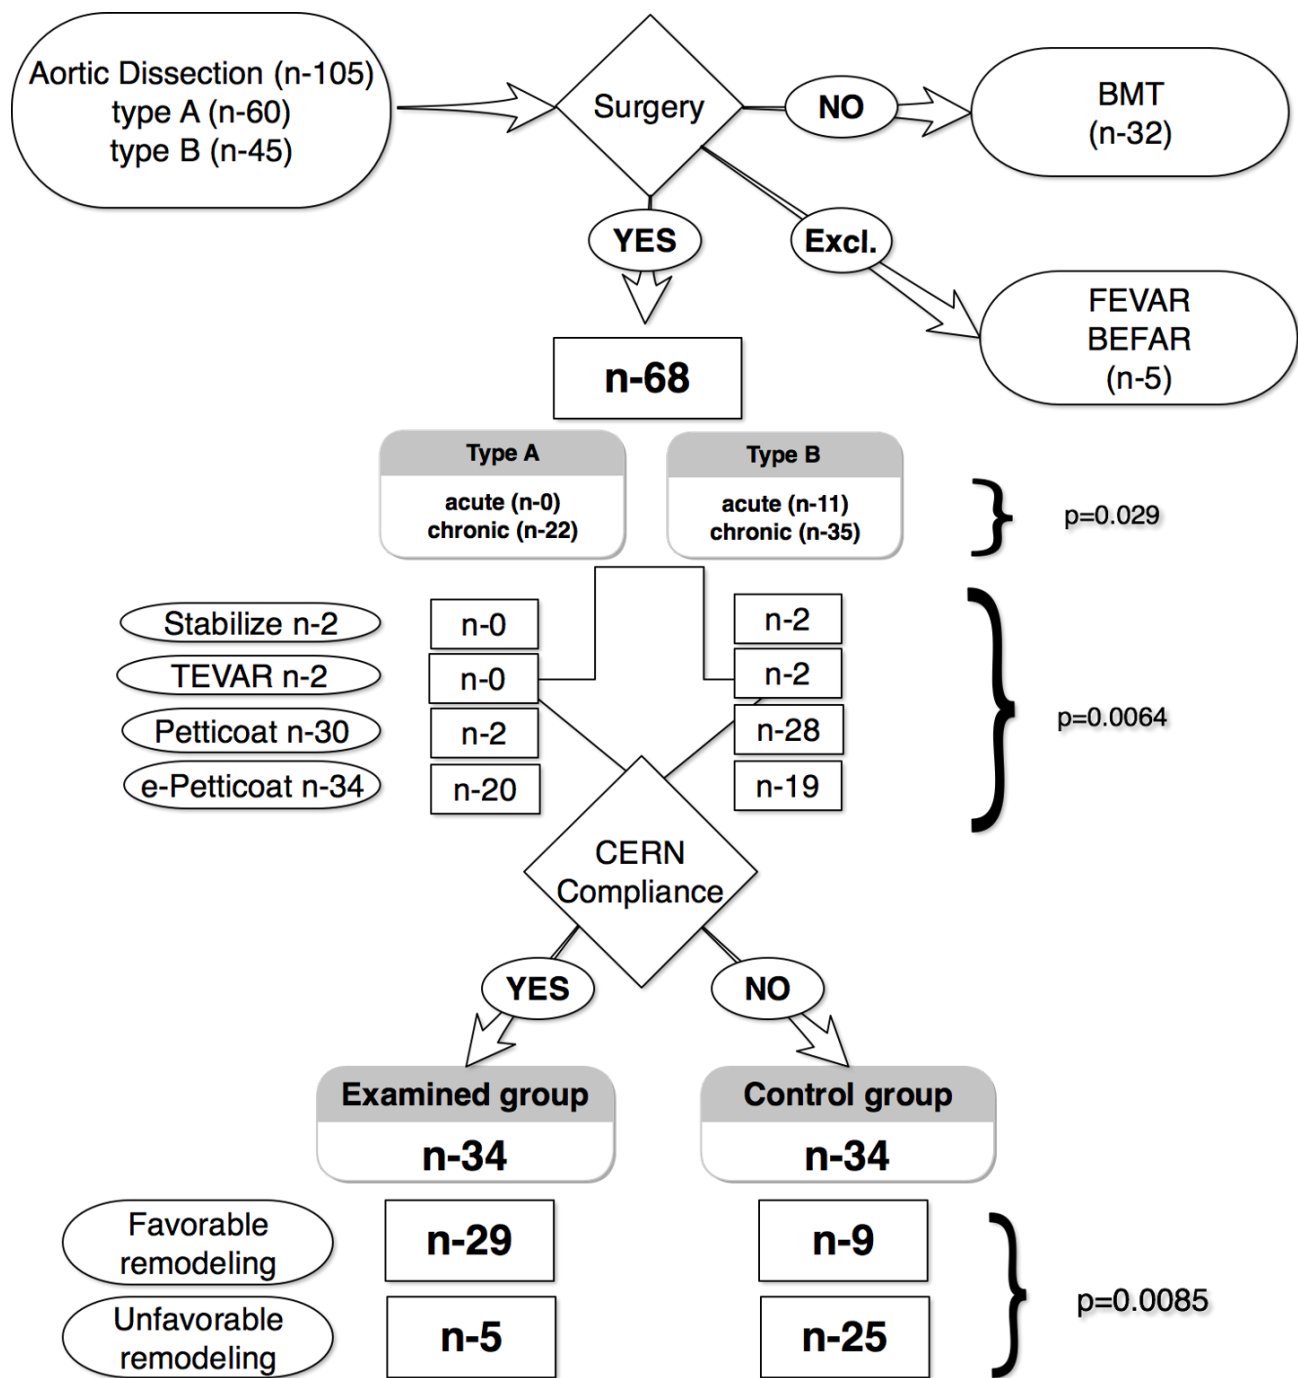 Aortic Dissection (n-105)
type A (n-60)
type B (n-45)
Surgery
NO
BMT
(n-32)
YES
Excl.
FEVAR
BEFAR
(n-5)
n-68
Type A
acute (n-0)
chronic (n-22)
Type B
acute (n-11)
chronic (n-35)
p=0.029
Stabilize n-2
n-0
n-2
TEVAR n-2
n-0
n-2
Petticoat n-30
n-2
n-28
e-Petticoat n-34
n-20
n-19
p=0.0064
CERN
Compliance
YES
NO
Examined group
n-34
Control group
n-34
Favorable
remodeling
n-29
n-9
Unfavorable
remodeling
n-5
n-25
p=0.0085